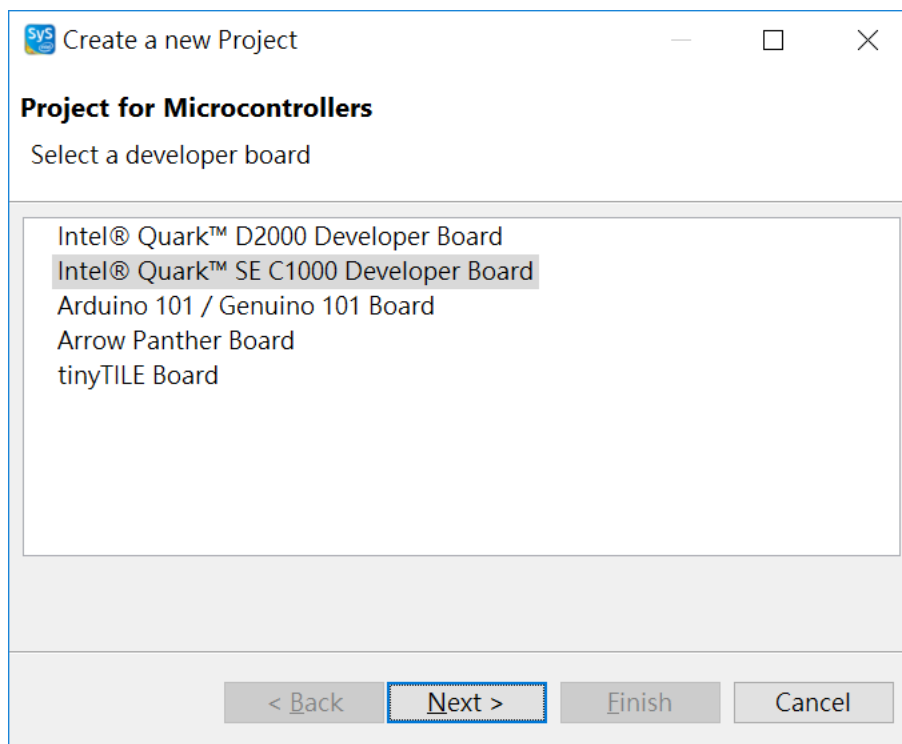 SyS Create a new Project
Project for Microcontrollers
Select a developer board
Intel® Quark™ D2000 Developer Board
Intel® Quark™ SE C1000 Developer Board
Arduino 101 / Genuino 101 Board
Arrow Panther Board
tinyTILE Board
< Back Next > Finish Cancel